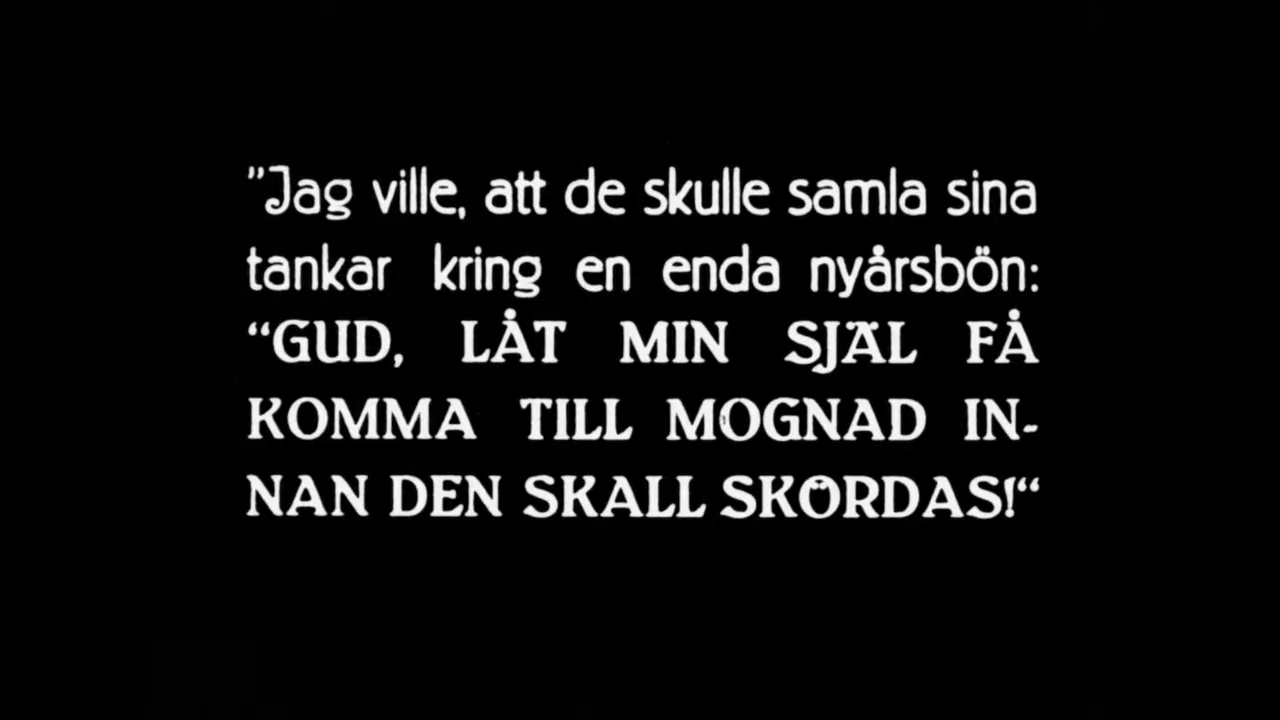 ”Jag ville, att de skulle samla sina
tankar kring en enda nyårsbön:
“GUD, LÅT MIN SJÄL FÅ
KOMMA TILL MOGNAD IN-
NAN DEN SKALL SKÖRDAS!“